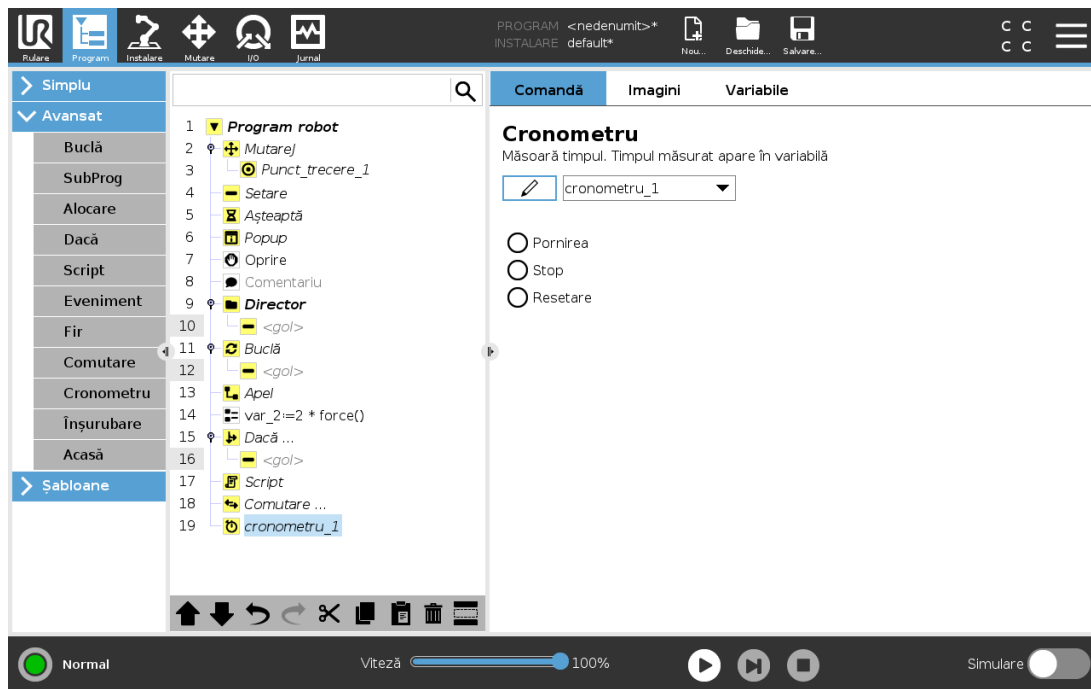 PROGRAM <nedenumit>*
INSTALARE default*
UR
Rulare Program Instalare Mutare I/O Jurnal
Nou... Deschide... Salvare...
C C
C C
Simplu
Avansat
Buclă
SubProg
Alocare
Dacă
Script
Eveniment
Fir
Comutare
Cronometru
Înșurubare
Acasă
Șabloane
1 Program robot
2 MutareJ
3 Punct_trecere_1
4 Setare
5 Așteaptă
6 Popup
7 Oprire
8 Comentariu
9 Director
10 <gol>
11 Buclă
12 <gol>
13 Apel
14 var_2:=2 * force()
15 Dacă ...
16 <gol>
17 Script
18 Comutare ...
19 cronometru_1
Comandă Imagini Variabile
Cronometru
Măsoară timpul. Timpul măsurat apare în variabilă
cronometru_1
Pornirea
Stop
Resetare
Normal
Viteză 100%
Simulare